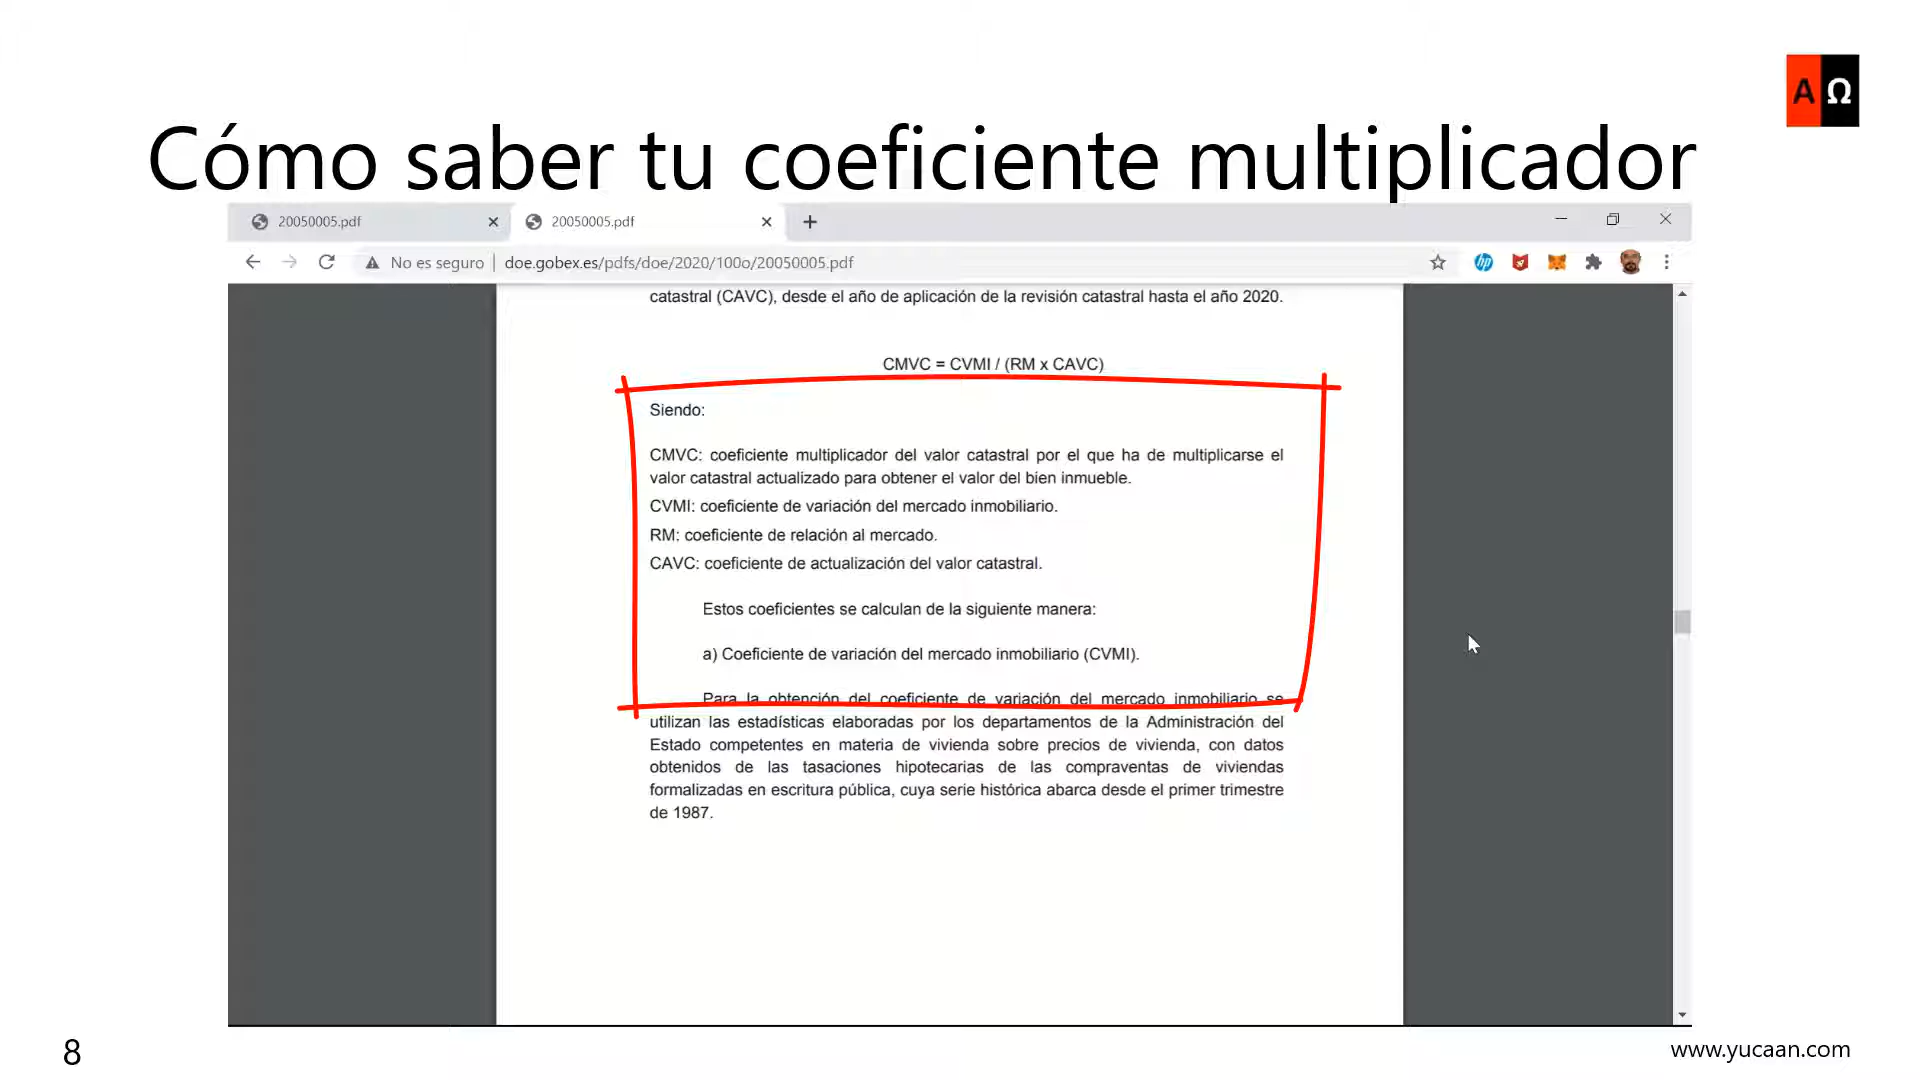 AΩ
Cómo saber tu coeficiente multiplicador
20050005.pdf
20050005.pdf
No es seguro | doe.gobex.es/pdfs/doe/2020/100o/20050005.pdf
hp
catastral (CAVC), desde el año de aplicación de la revisión catastral hasta el año 2020.
CMVC = CVMI / (RM x CAVC)
Siendo:
CMVC: coeficiente multiplicador del valor catastral por el que ha de multiplicarse el
valor catastral actualizado para obtener el valor del bien inmueble.
CVMI: coeficiente de variación del mercado inmobiliario.
RM: coeficiente de relación al mercado.
CAVC: coeficiente de actualización del valor catastral.
Estos coeficientes se calculan de la siguiente manera:
a) Coeficiente de variación del mercado inmobiliario (CVMI).
Para la obtención del coeficiente de variación del mercado inmobiliario se
utilizan las estadísticas elaboradas por los departamentos de la Administración del
Estado competentes en materia de vivienda sobre precios de vivienda, con datos
obtenidos de las tasaciones hipotecarias de las compraventas de viviendas
formalizadas en escritura pública, cuya serie histórica abarca desde el primer trimestre
de 1987.
8
www.yucaan.com